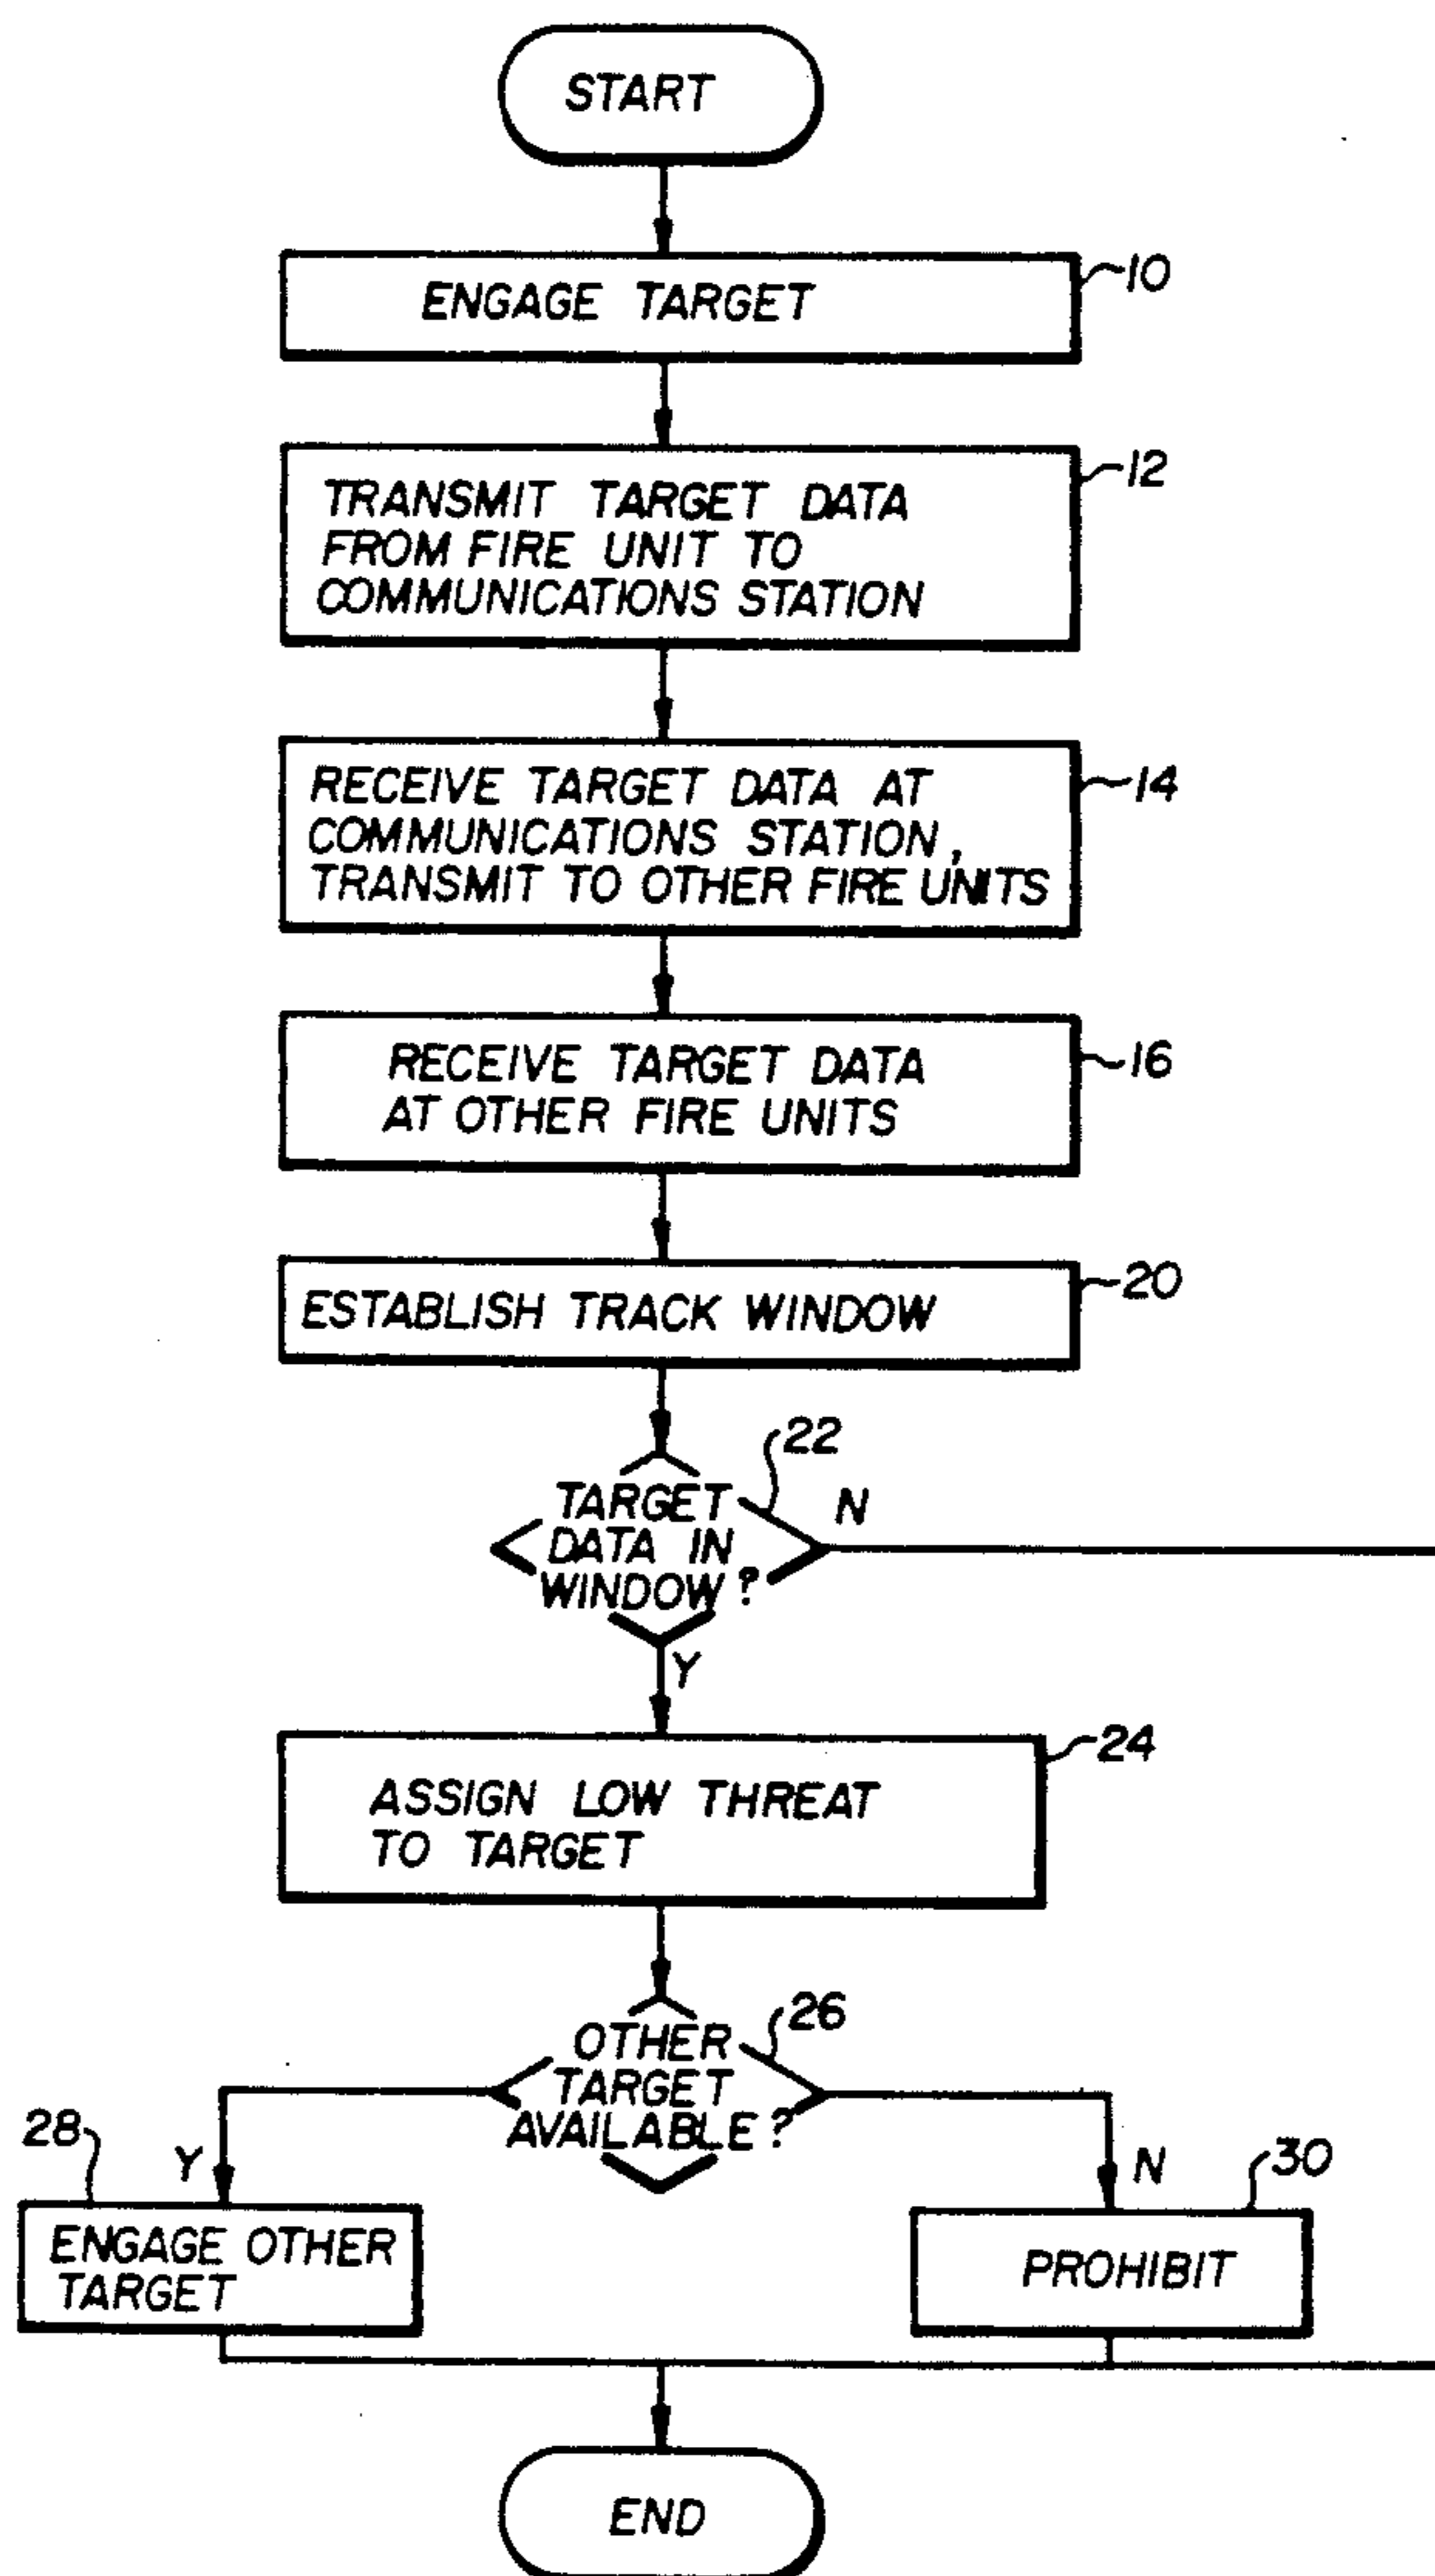 START
ENGAGE TARGET
10
TRANSMIT TARGET DATA
FROM FIRE UNIT TO
COMMUNICATIONS STATION
12
RECEIVE TARGET DATA AT
COMMUNICATIONS STATION,
TRANSMIT TO OTHER FIRE UNITS
14
RECEIVE TARGET DATA
AT OTHER FIRE UNITS
16
ESTABLISH TRACK WINDOW
20
22
TARGET
DATA IN
WINDOW?
N
Y
ASSIGN LOW THREAT
TO TARGET
24
26
OTHER
TARGET
AVAILABLE?
28
Y
N
30
ENGAGE OTHER
TARGET
PROHIBIT
END